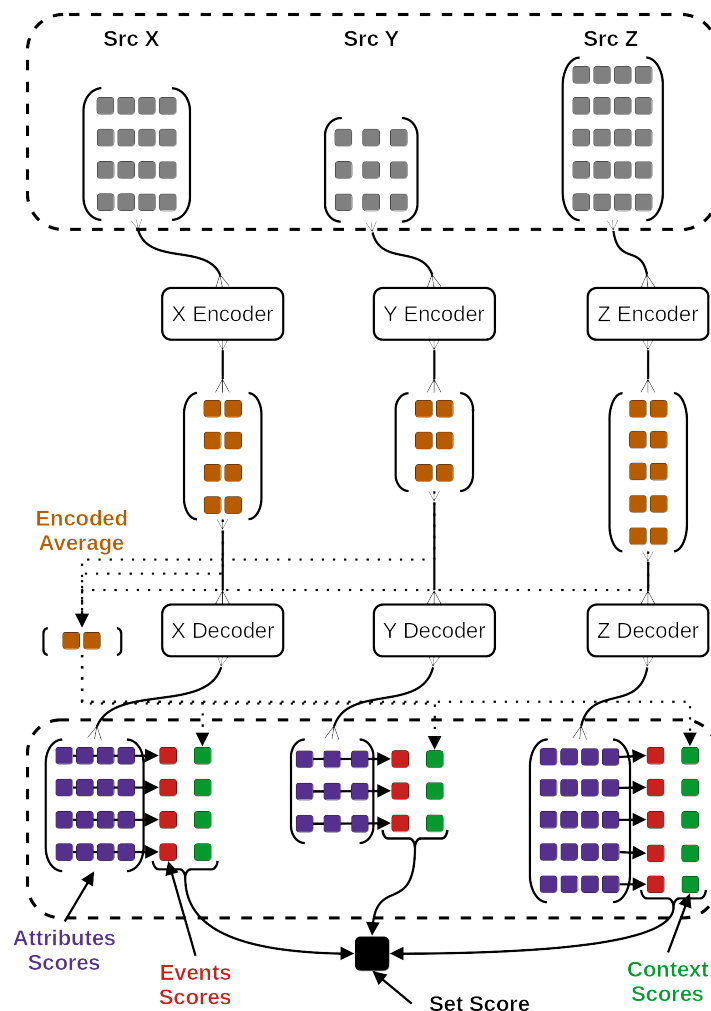 Src X
Src Y
Src Z
X Encoder
Y Encoder
Z Encoder
Encoded
Average
X Decoder
Y Decoder
Z Decoder
Attributes
Scores
Events
Scores
Set Score
Context
Scores